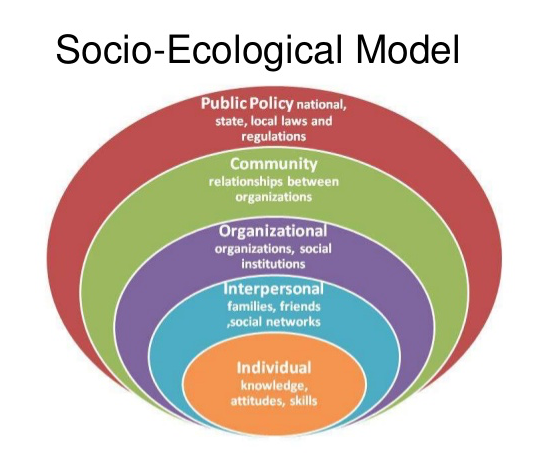 Socio-Ecological Model
Public Policy national,
state, local laws and
regulations
Community
relationships between
organizations
Organizational
organizations, social
institutions
Interpersonal
families, friends
,social networks
Individual
knowledge,
attitudes, skills